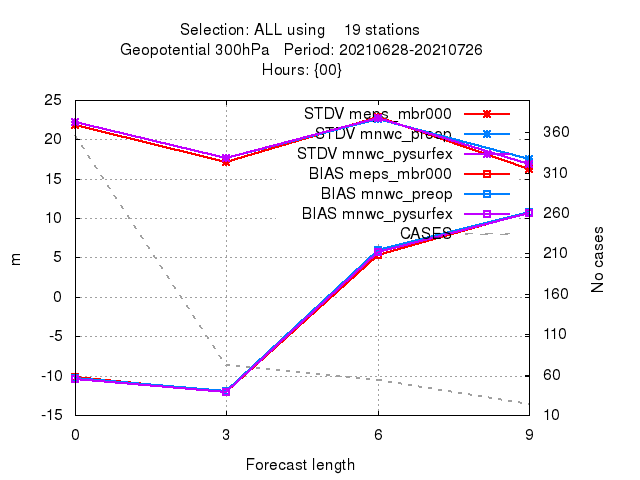 Selection: ALL using 19 stations
Geopotential 300hPa Period: 20210628-20210726
Hours: {00}
25
20
15
10
5
0
-5
-10
-15
m
STDV meps_mbr000
STDV mnwc_preop
STDV mnwc_pysurfex
BIAS meps_mbr000
BIAS mnwc_preop
BIAS mnwc_pysurfex
CASES
360
310
260
210
160
110
60
10
No cases
0 3 6 9
Forecast length